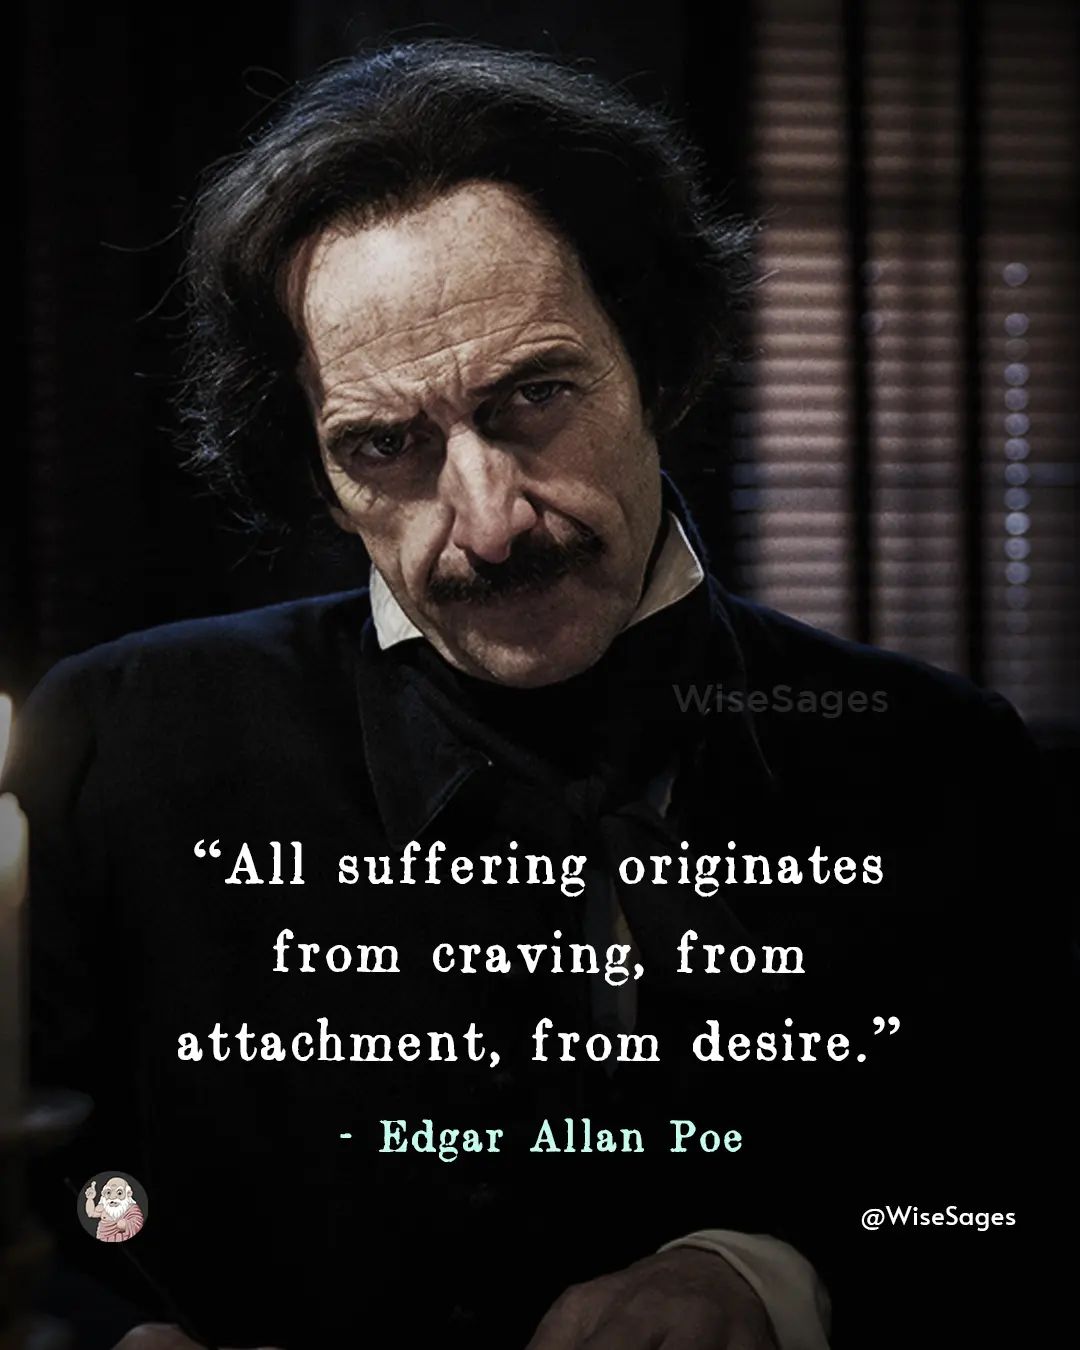 WiseSages
“All suffering originates
from craving, from
attachment, from desire.”
- Edgar Allan Poe
@WiseSages